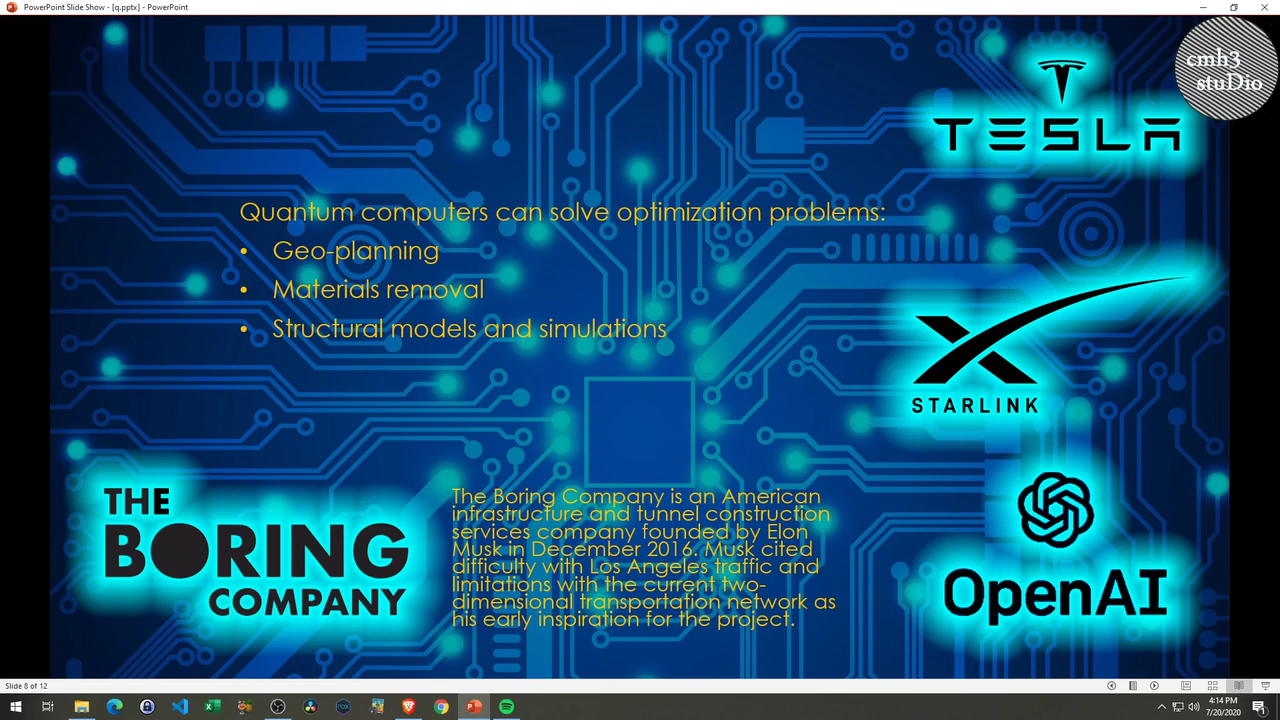 PowerPoint Slide Show - [q.pptx] - PowerPoint
cmh3
stuDio
TESLA
Quantum computers can solve optimization problems:
• Geo-planning
• Materials removal
• Structural models and simulations
STARLINK
THE
BORING
COMPANY
The Boring Company is an American
infrastructure and tunnel construction
services company founded by Elon
Musk in December 2016. Musk cited
difficulty with Los Angeles traffic and
limitations with the current two-
dimensional transportation network as
his early inspiration for the project.
OpenAI
Slide 8 of 12
4:14 PM
7/20/2020